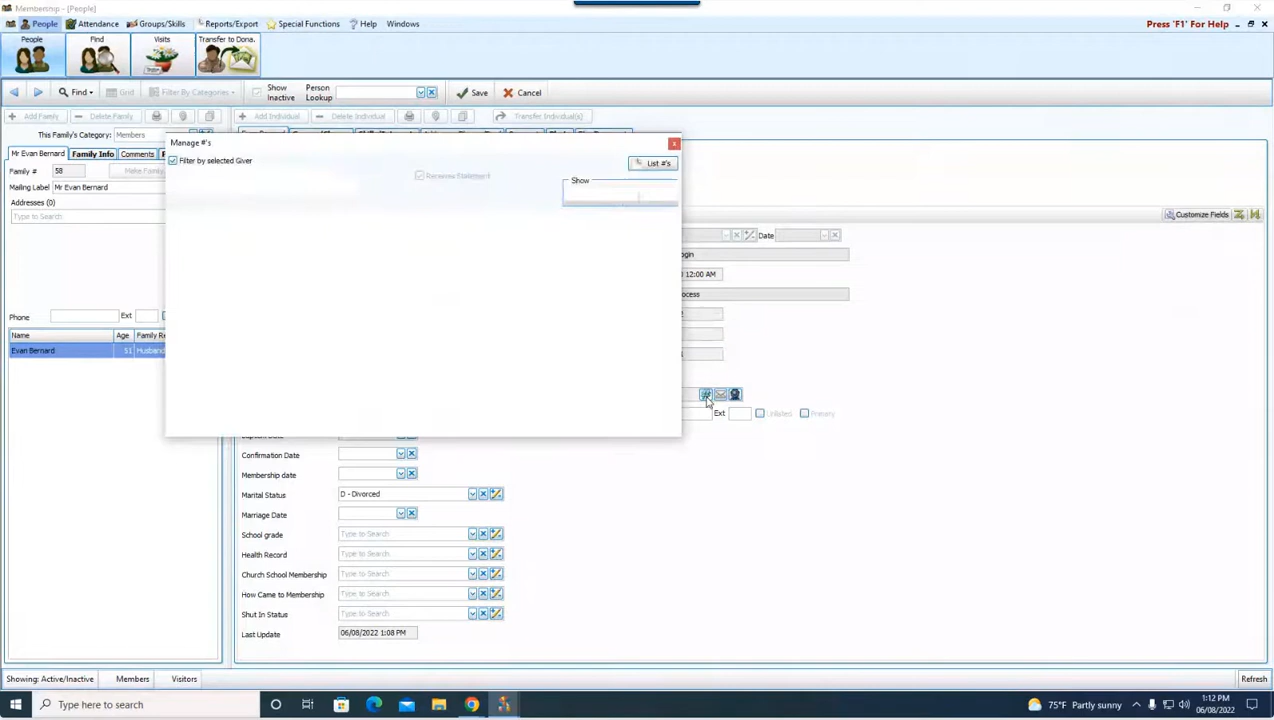 Membership - [People]
People Attendance Groups/Skills Reports/Export Special Functions Help Windows
Press 'F1' For Help
People Find Visits Transfer to Dona.
Find Grid Filter By Categories Show Inactive Person Lookup Save Cancel
Add Family Delete Family Add Individual Delete Individual Transfer Individual(s)
This Family's Category: Members
Manage #'s
Mr Evan Bernard Family Info Comments
Filter by selected Giver
List #'s
Family # 58 Make Family
Reverse Statement
Show
Mailing Label Mr Evan Bernard
Addresses (0)
Type to Search
Customize Fields
Date
12:00 AM
Phone Ext
Name Age Family Re
Evan Bernard 51 Husband
Ext Unlisted Primary
Confirmation Date
Membership date
Marital Status D - Divorced
Marriage Date
School grade Type to Search
Health Record Type to Search
Church School Membership Type to Search
How Came to Membership Type to Search
Shut In Status Type to Search
Last Update 06/08/2022 1:08 PM
Showing: Active/Inactive Members Visitors Refresh
Type here to search
75°F Partly sunny
1:12 PM
06/08/2022